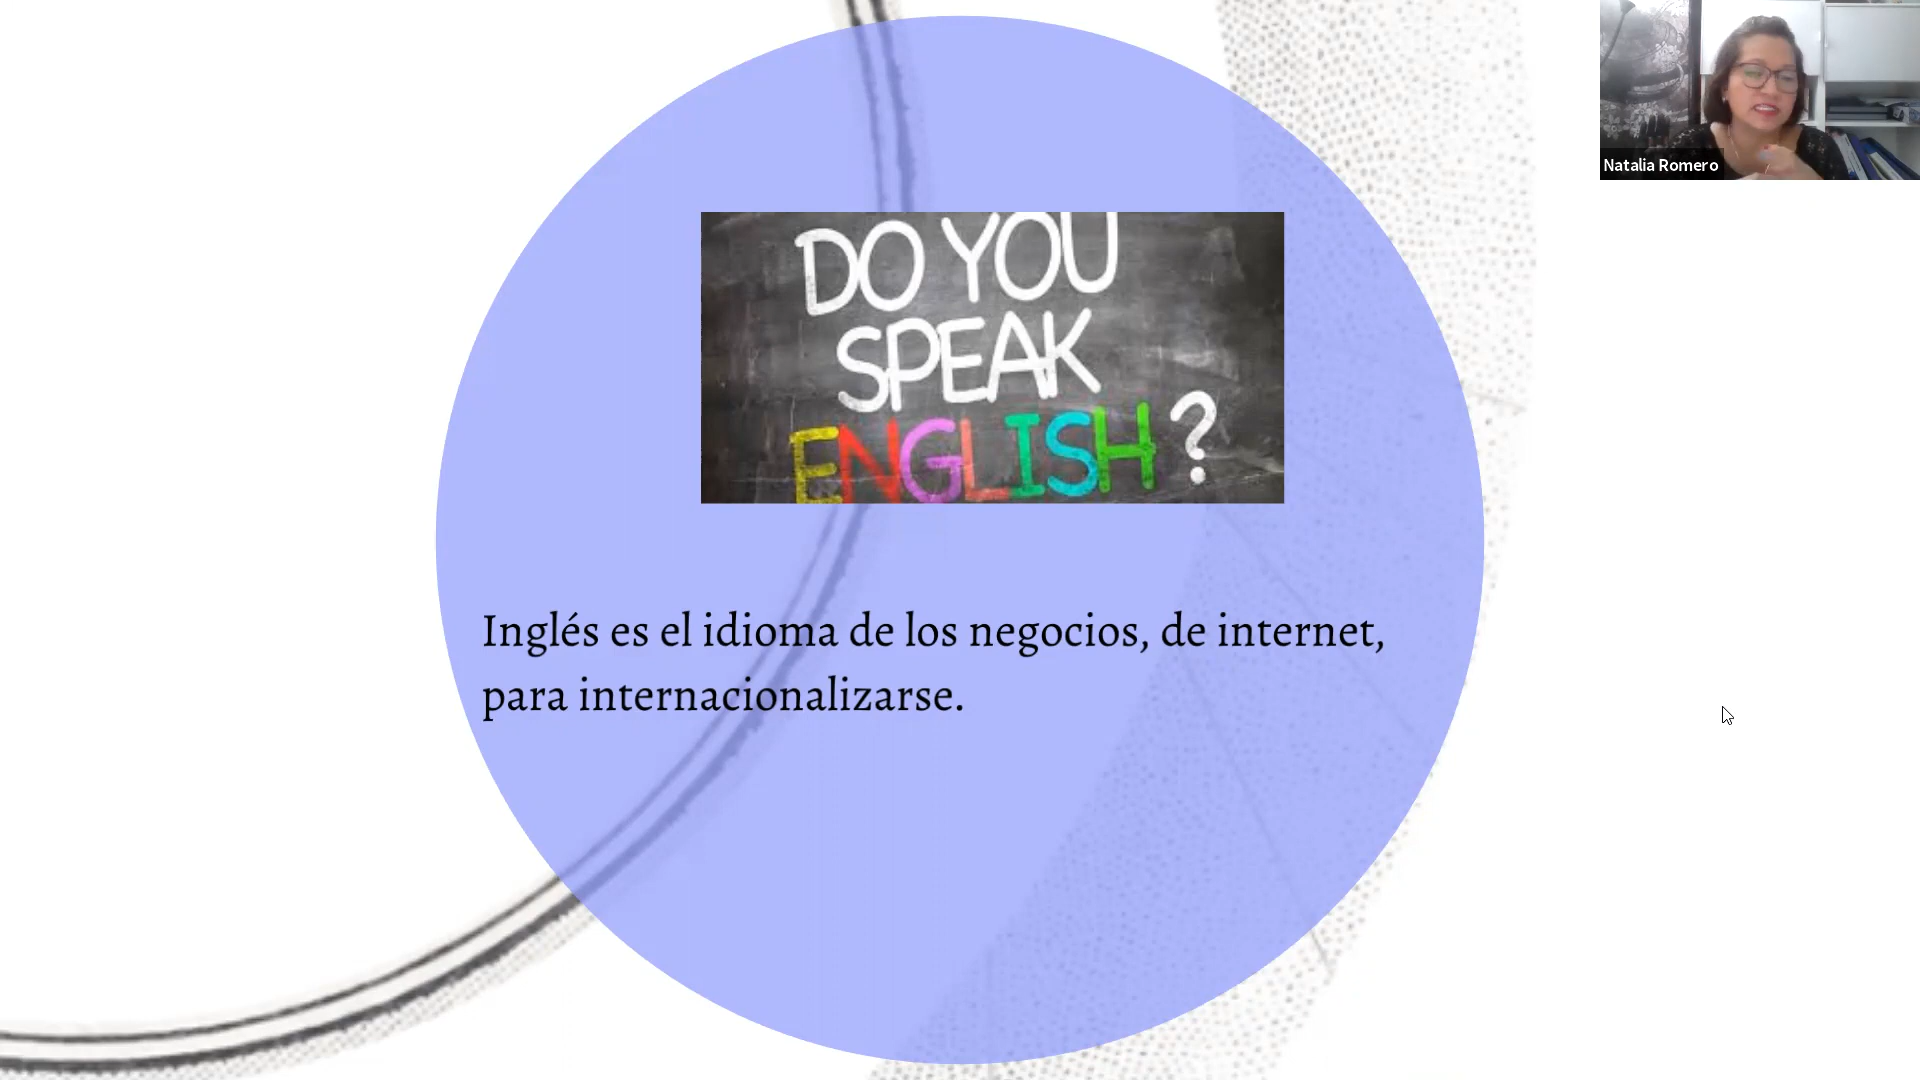 Natalia Romero
DO YOU
SPEAK
ENGLISH?
Inglés es el idioma de los negocios, de internet,
para internacionalizarse.